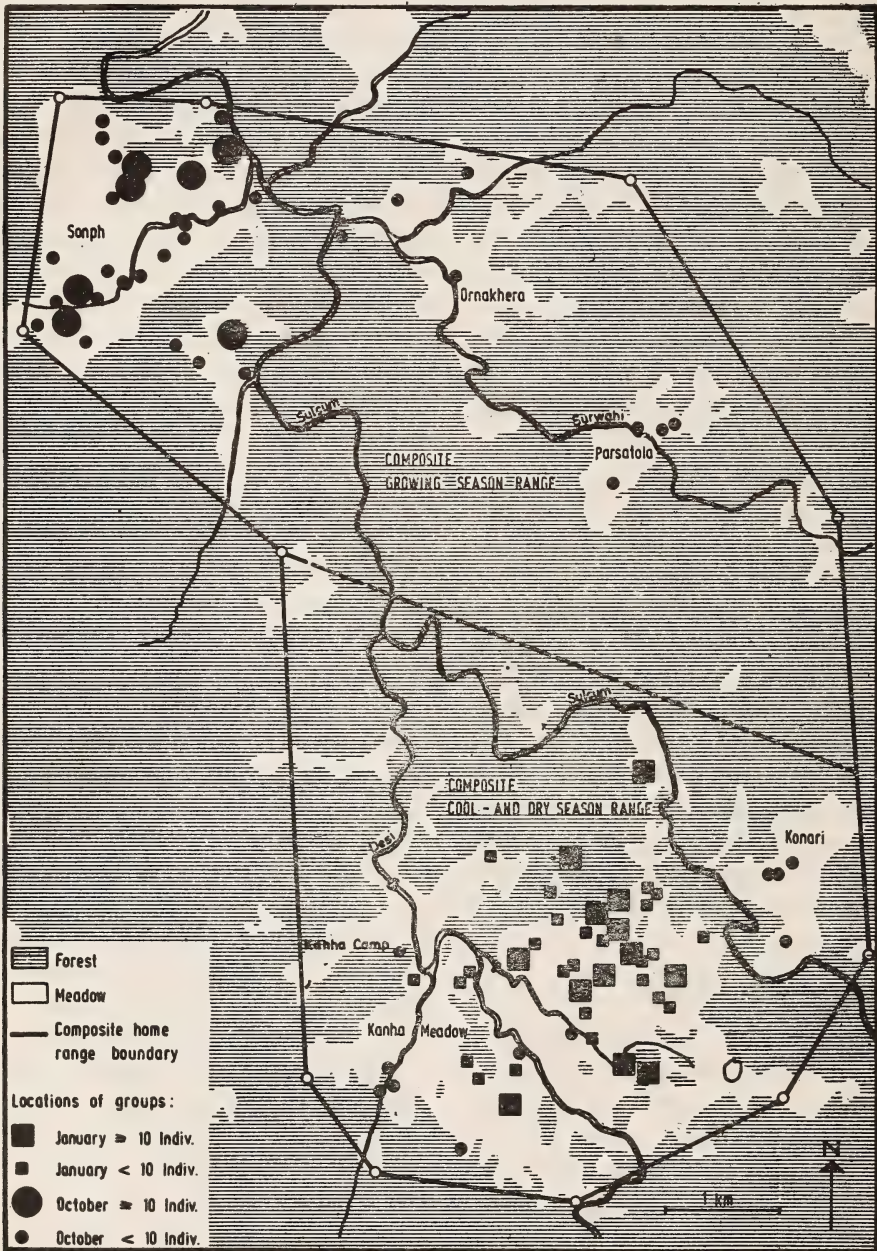 Sonph
Ornakhera
Sulcum
Surwahi
Parsatola
COMPOSITE
GROWING-SEASON-RANGE
Sulcum
COMPOSITE
COOL-AND DRY SEASON RANGE
Konari
Desi
Kanha Camp
Kanha Meadow
Forest
Meadow
Composite home
range boundary
Locations of groups:
January ≥ 10 Indiv.
January < 10 Indiv.
October ≥ 10 Indiv.
October < 10 Indiv.
N
1 km